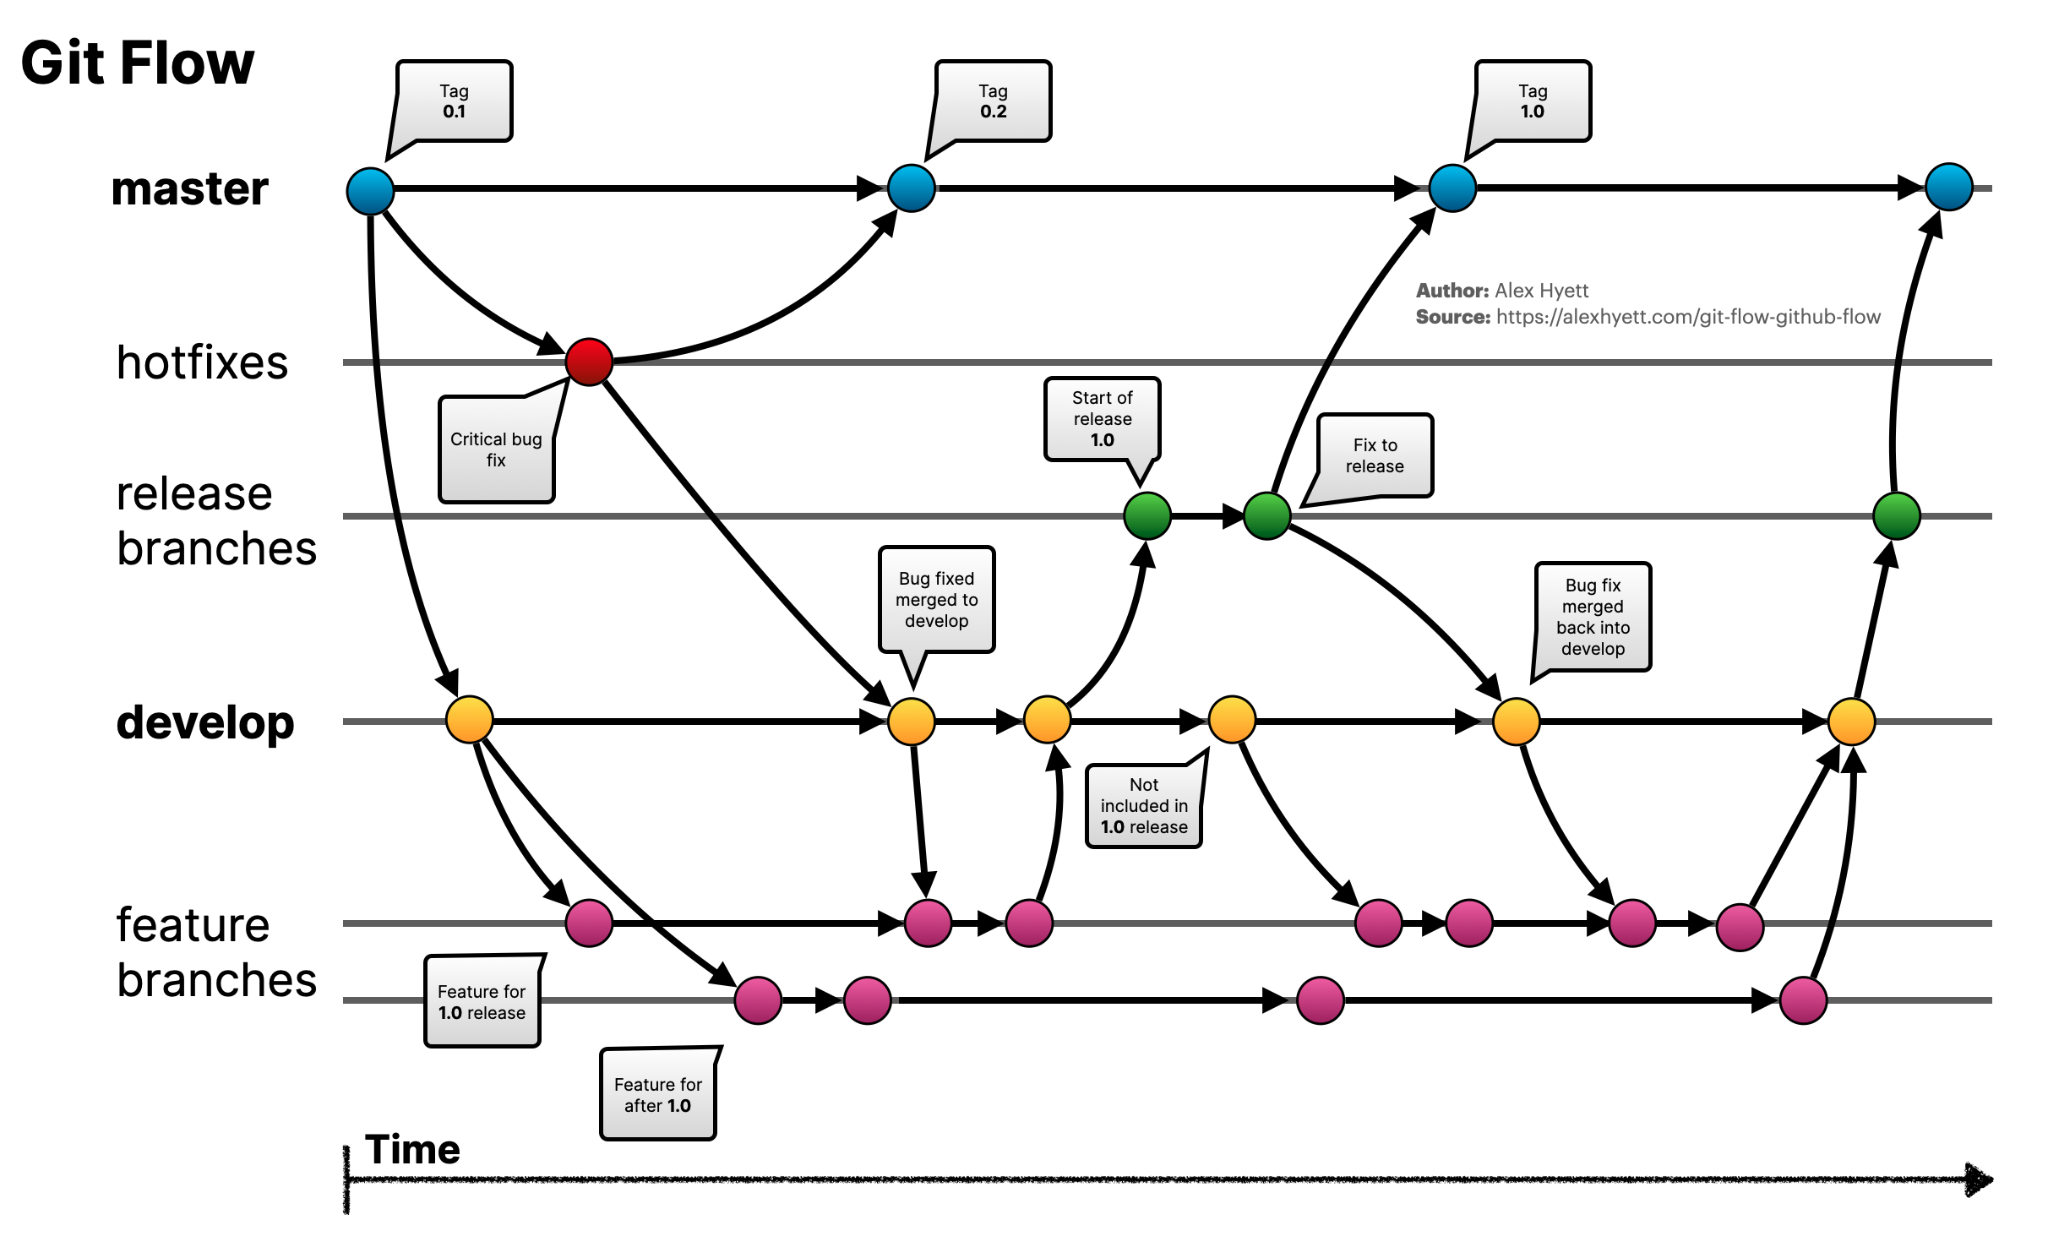 Git Flow
Tag
0.1
Tag
0.2
Tag
1.0
master
Author: Alex Hyett
Source: https://alexhyett.com/git-flow-github-flow
hotfixes
Critical bug
fix
Start of
release
1.0
Fix to
release
release
branches
Bug fixed
merged to
develop
Bug fix
merged
back into
develop
develop
Not
included in
1.0 release
feature
branches
Feature for
1.0 release
Feature for
after 1.0
Time